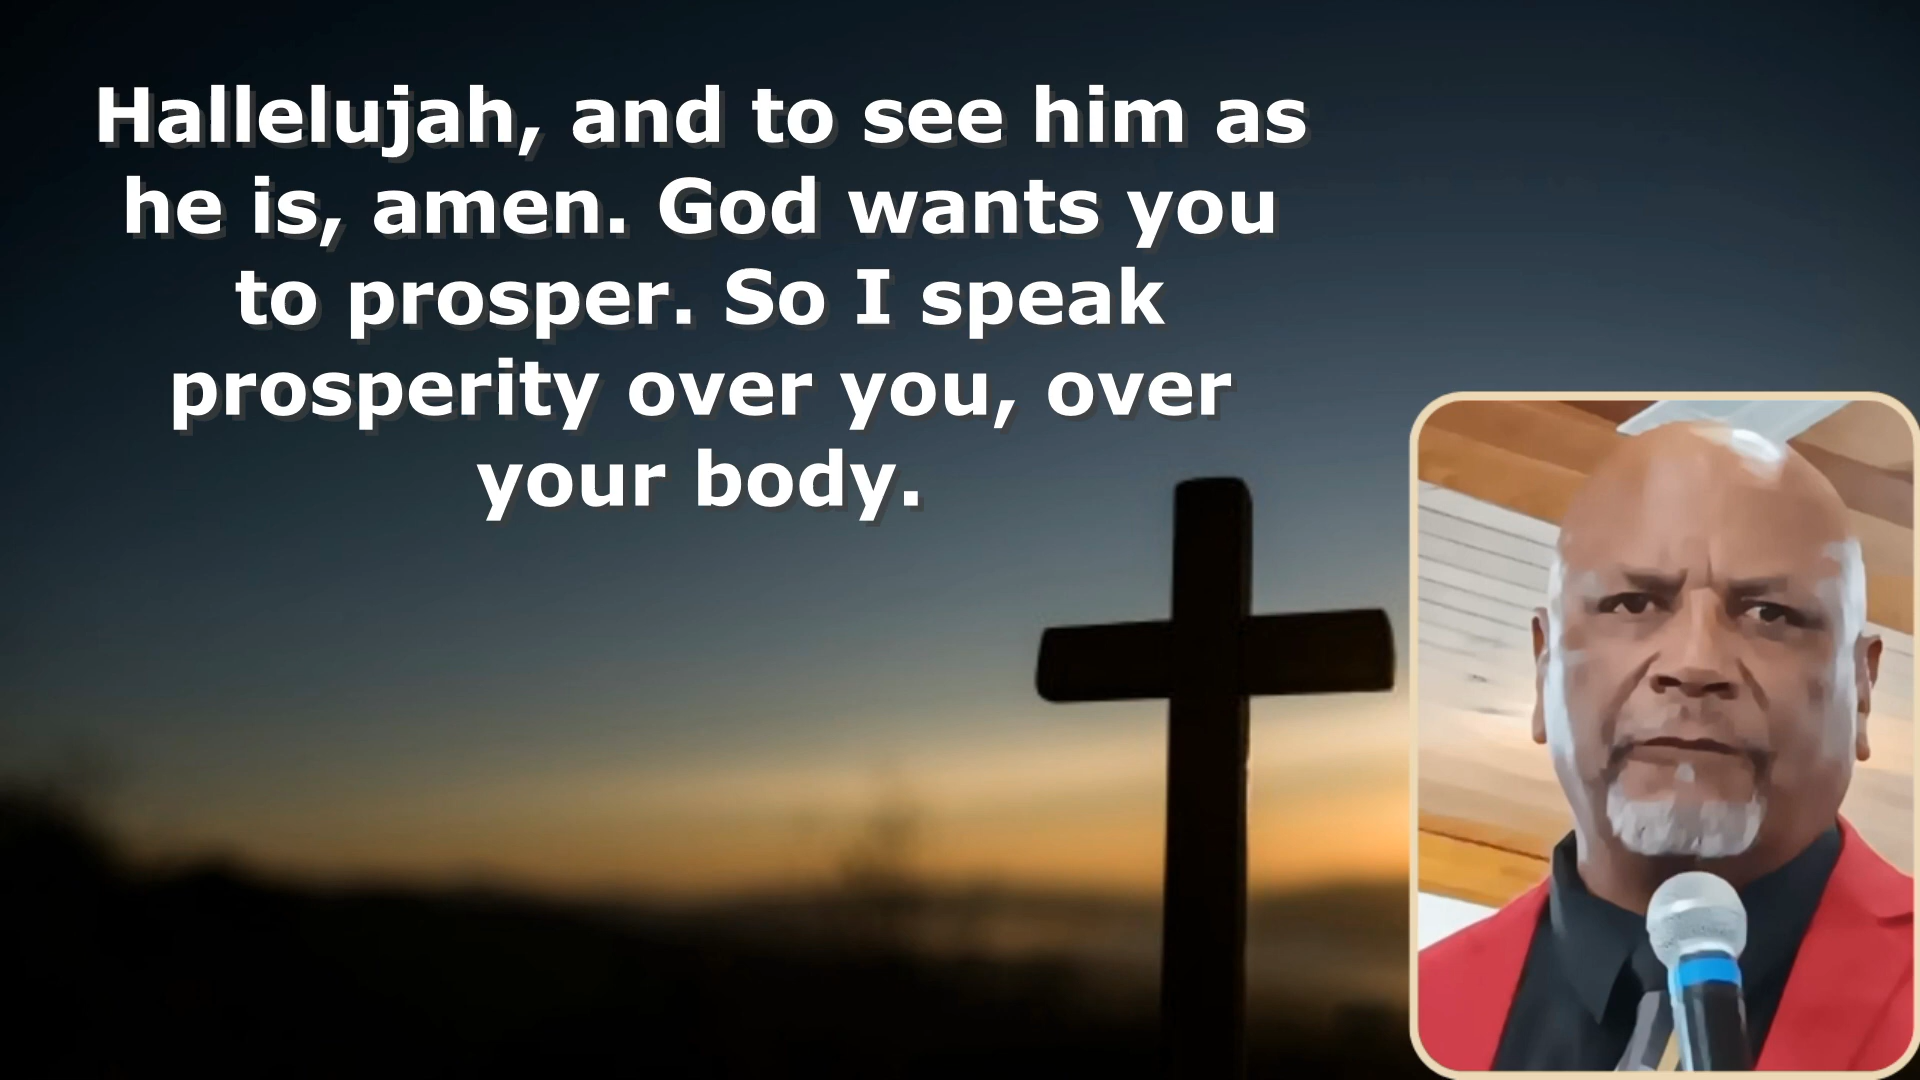 Hallelujah, and to see him as
he is, amen. God wants you
to prosper. So I speak
prosperity over you, over
your body.